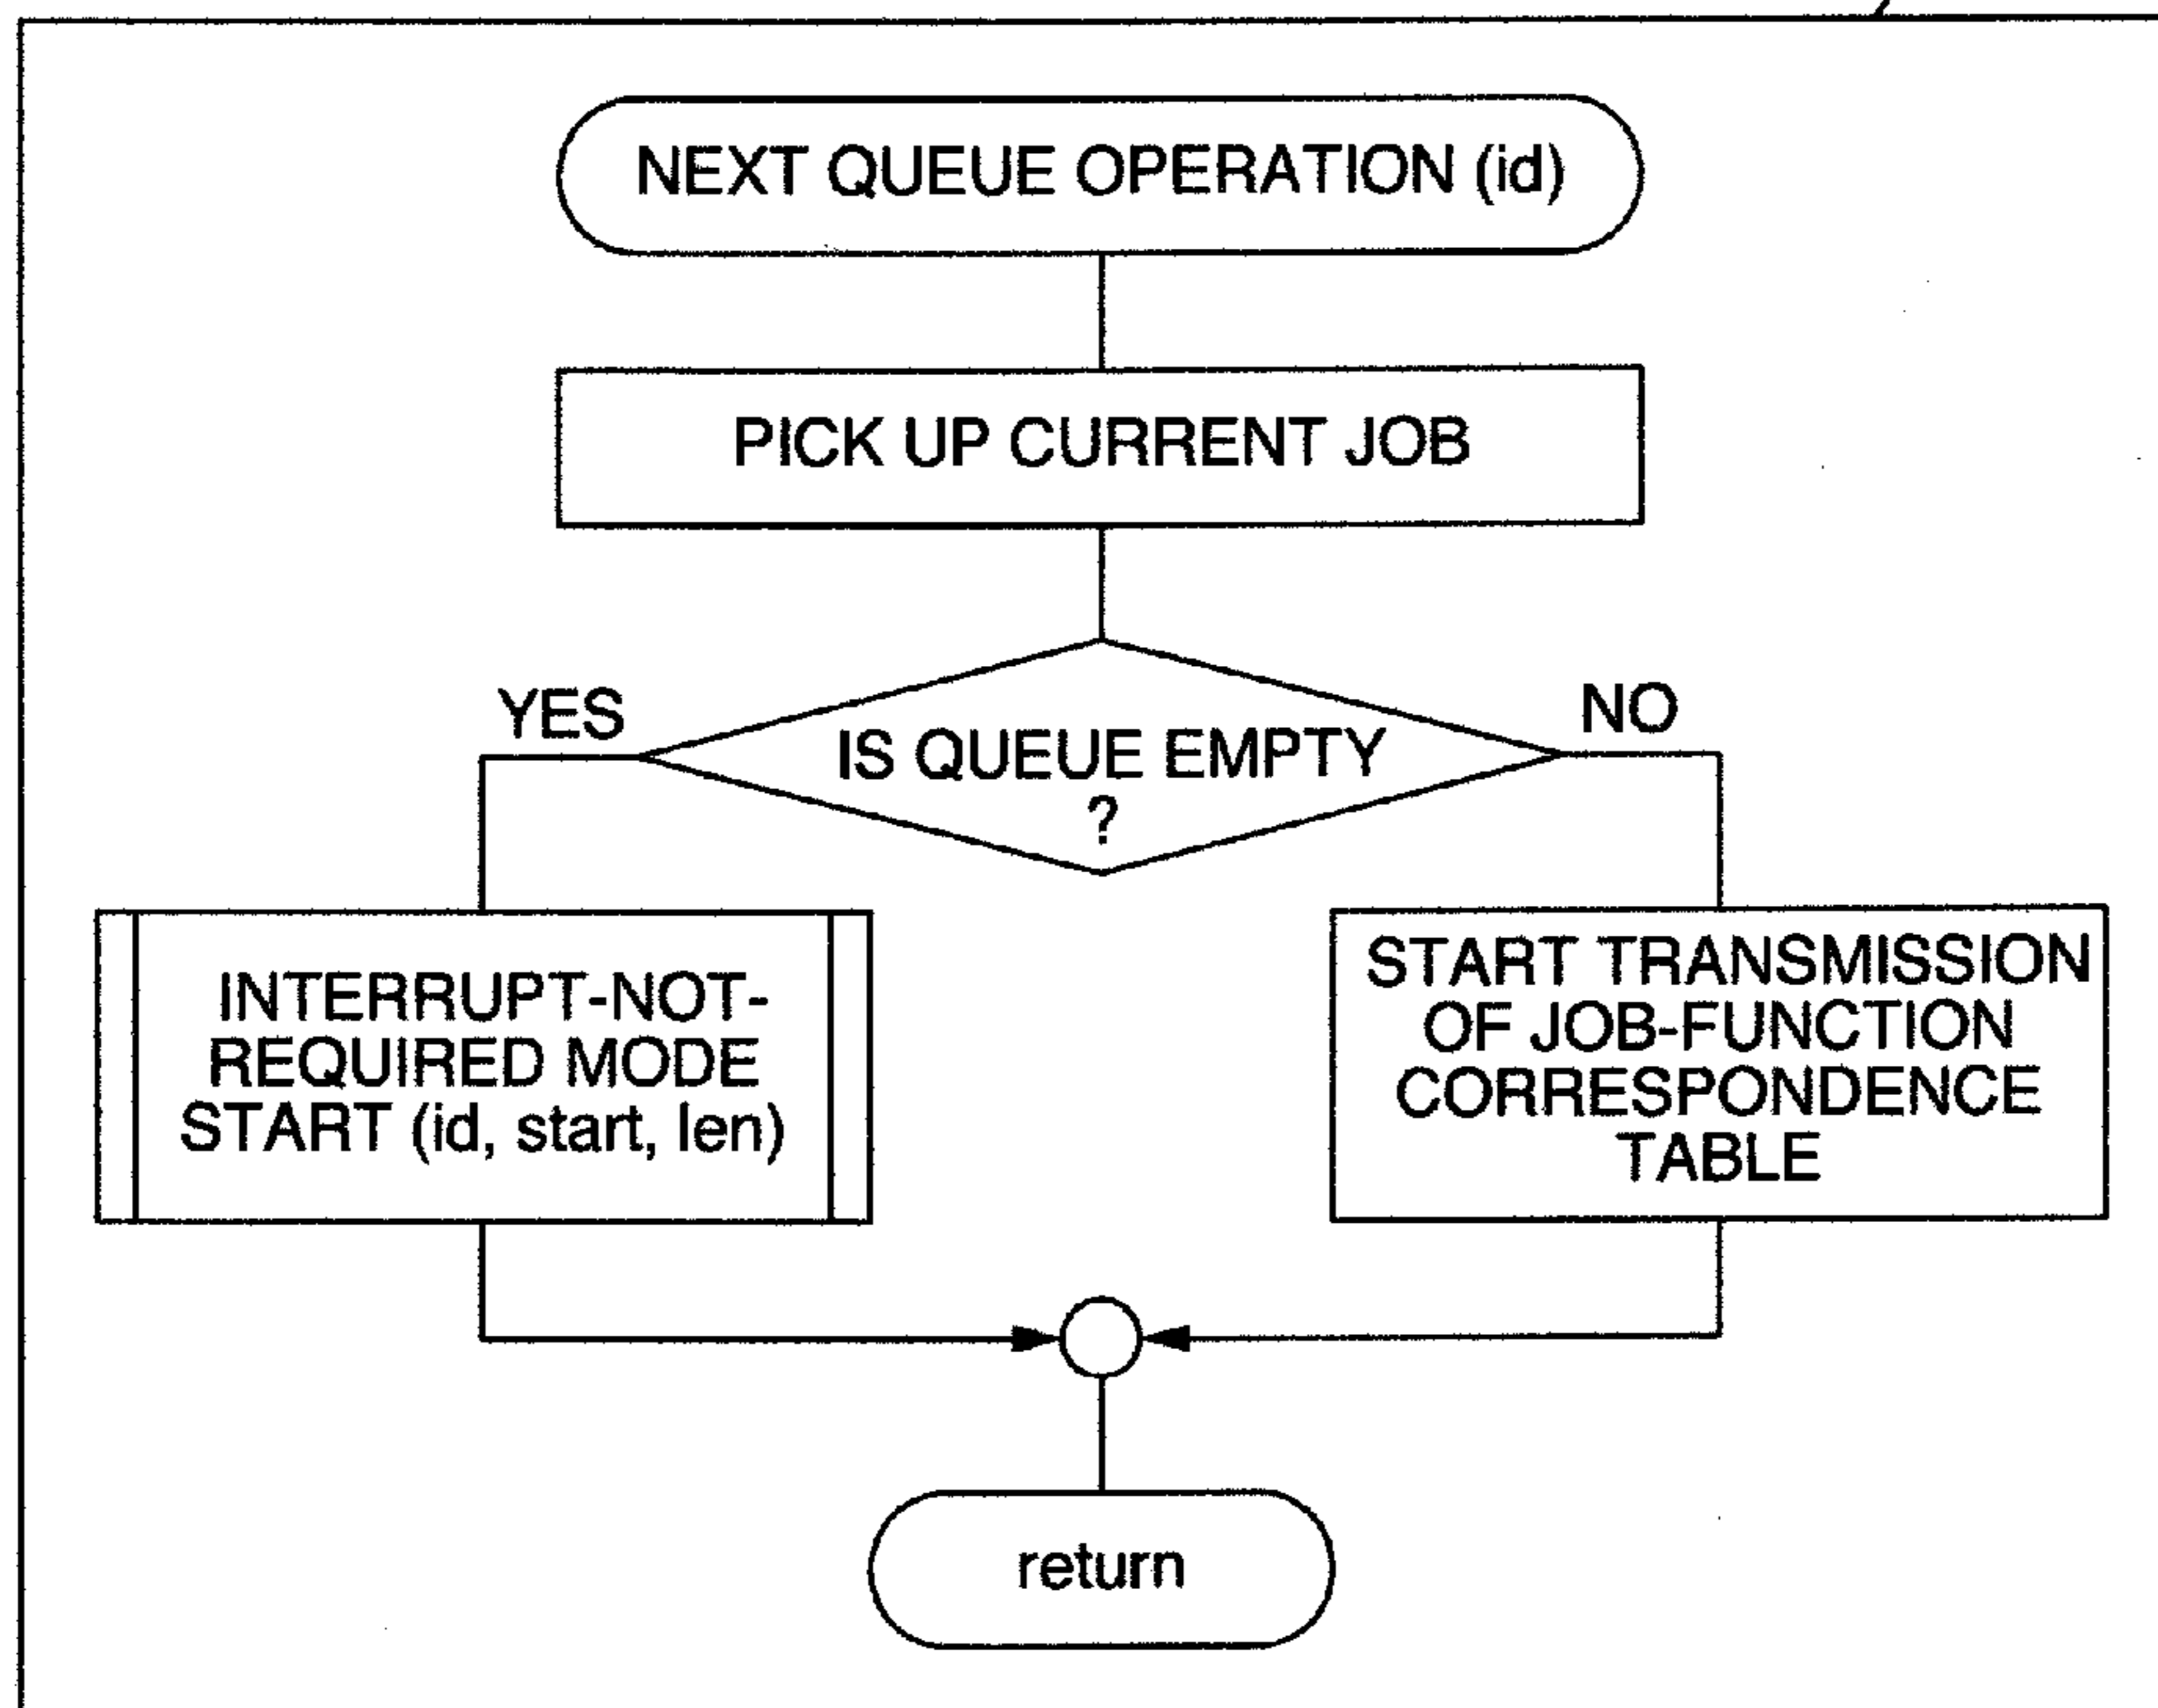 NEXT QUEUE OPERATION (id)
PICK UP CURRENT JOB
YES
NO
IS QUEUE EMPTY
?
INTERRUPT-NOT-
REQUIRED MODE
START (id, start, len)
START TRANSMISSION
OF JOB-FUNCTION
CORRESPONDENCE
TABLE
return